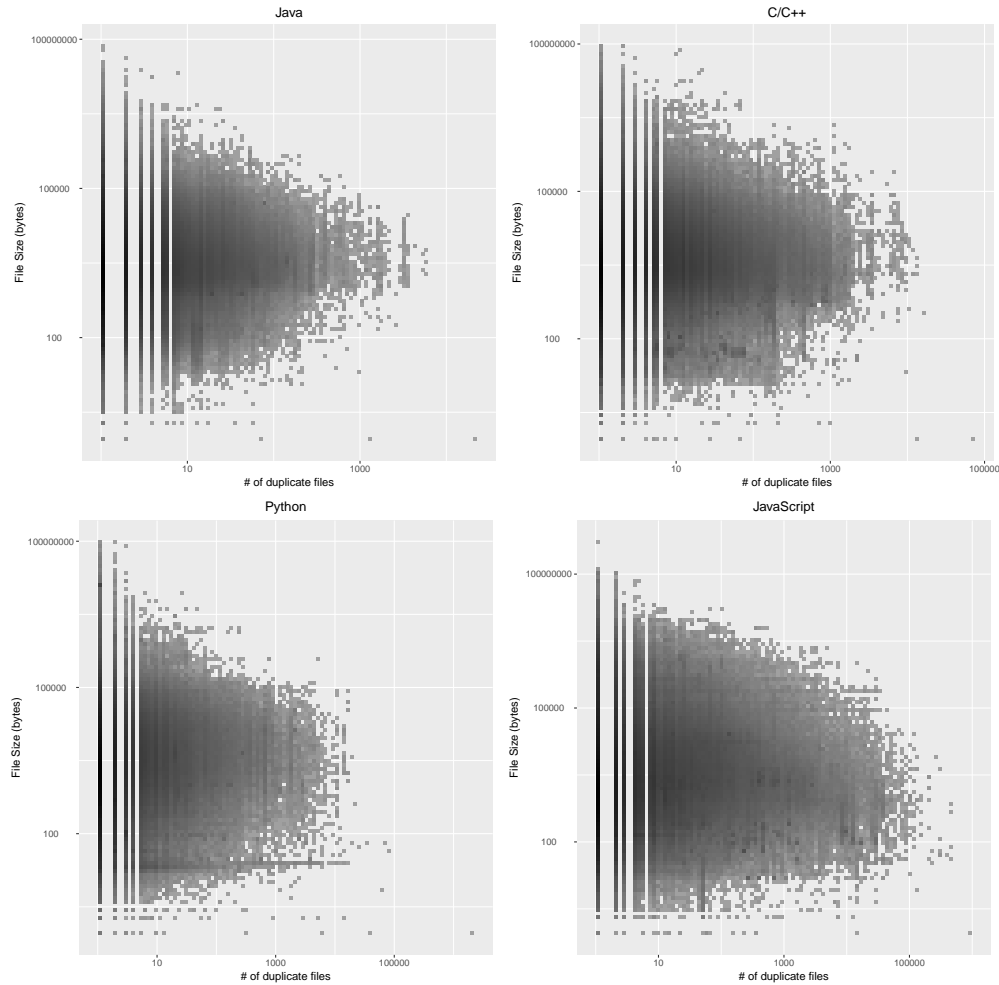 Java
100000000
100000
100
File Size (bytes)
10
1000
# of duplicate files
C/C++
100000000
100000
100
File Size (bytes)
10
1000
100000
# of duplicate files
Python
100000000
100000
100
File Size (bytes)
10
1000
100000
# of duplicate files
JavaScript
100000000
100000
100
File Size (bytes)
10
1000
100000
# of duplicate files